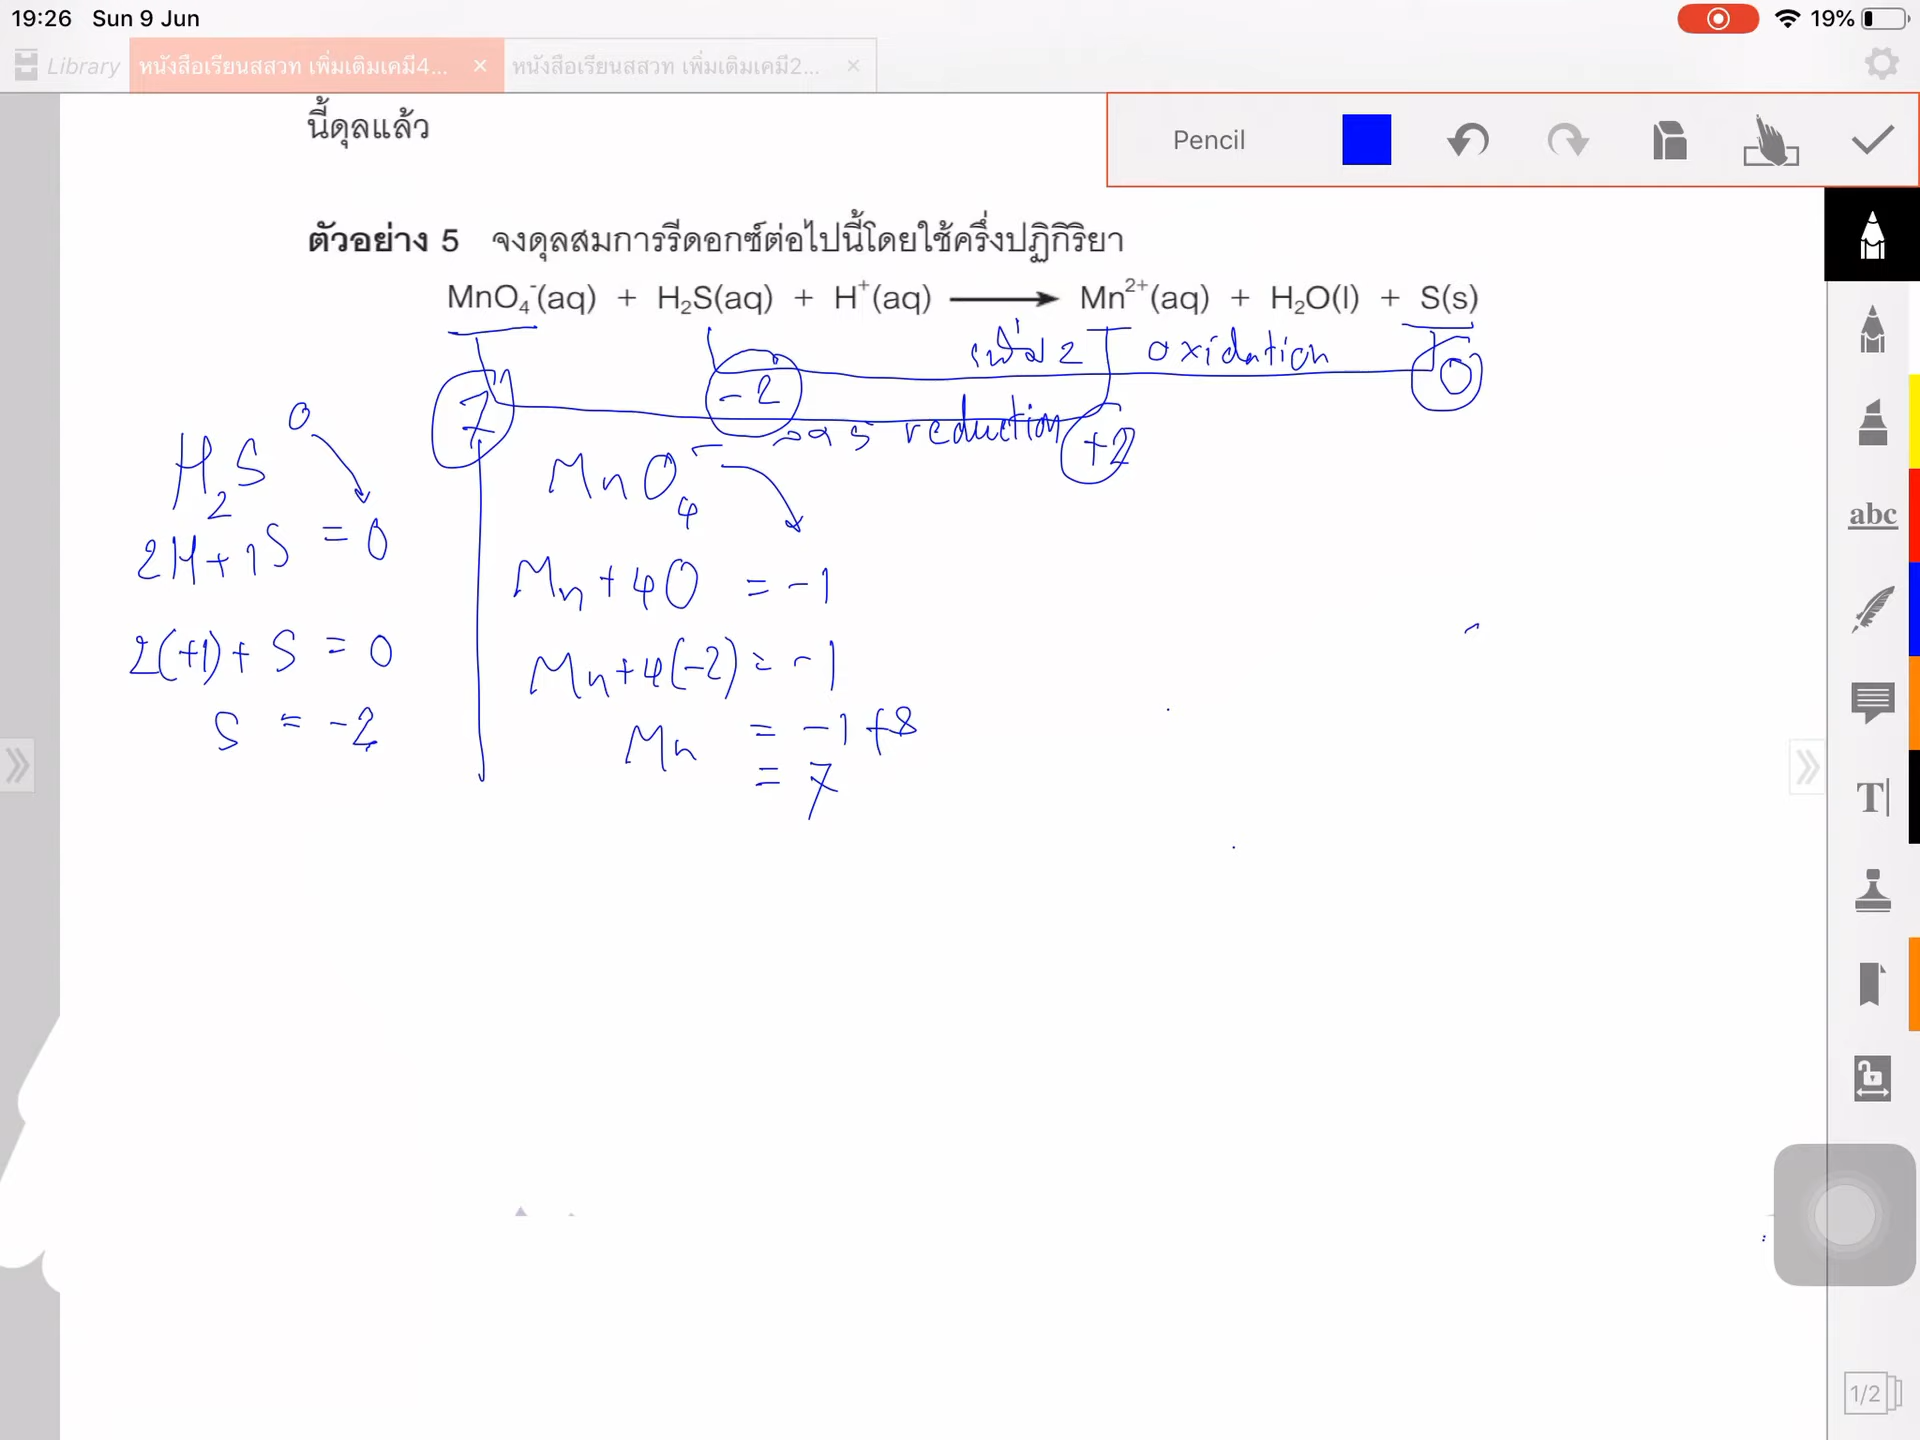 19:26 Sun 9 Jun 19%
Library หนังสือเรียนสสวท เพิ่มเติมเคมี4... × หนังสือเรียนสสวท เพิ่มเติมเคมี2... ×
Pencil
นี้ดุลแล้ว
ตัวอย่าง 5 จงดุลสมการรีดอกซ์ต่อไปนี้โดยใช้ครึ่งปฏิกิริยา
MnO₄⁻(aq) + H₂S(aq) + H⁺(aq) ⟶ Mn²⁺(aq) + H₂O(l) + S(s)
เพิ่ม 2 oxidation
7 -2 0
ลด 5 reduction +2
H₂S 0
2H+1S = 0
2(+1)+ S = 0
S = -2
MnO₄⁻
Mn + 4O = -1
Mn+4(-2) = -1
Mn = -1 +8
= 7
abc
T
1/2